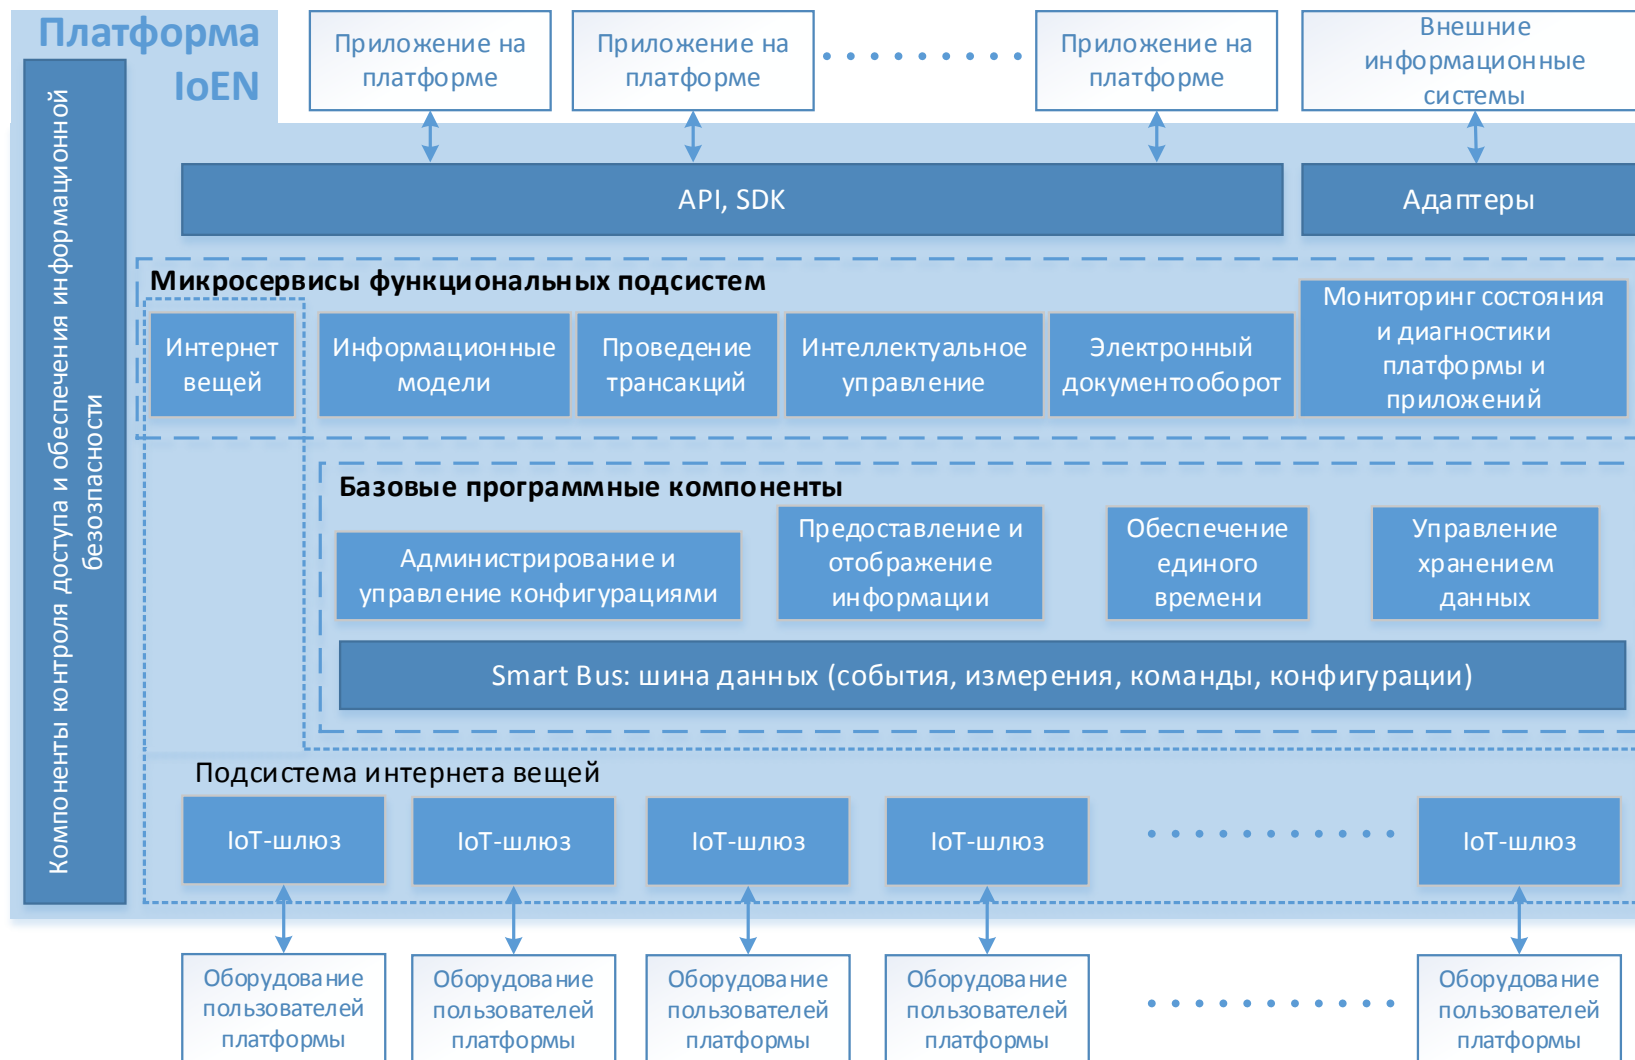 Платформа
IoEN
Приложение на
платформе
Приложение на
платформе
Приложение на
платформе
Внешние
информационные
системы
Компоненты контроля доступа и обеспечения информационной
безозпасности
API, SDK
Адаптеры
Микросервисы функциональных подсистем
Интернет
вещей
Информационные
модели
Проведение
трансакций
Интеллектуальное
управление
Электронный
документооборот
Мониторинг состояния
и диагностики
платформы и
приложений
Базовые программные компоненты
Администрирование и
управление конфигурациями
Предоставление и
отображение
информации
Обеспечение
единого
времени
Управление
хранением
данных
Smart Bus: шина данных (события, измерения, команды, конфигурации)
Подсистема интернета вещей
IoT-шлюз
IoT-шлюз
IoT-шлюз
IoT-шлюз
IoT-шлюз
Оборудование
пользователей
платформы
Оборудование
пользователей
платформы
Оборудование
пользователей
платформы
Оборудование
пользователей
платформы
Оборудование
пользователей
платформы